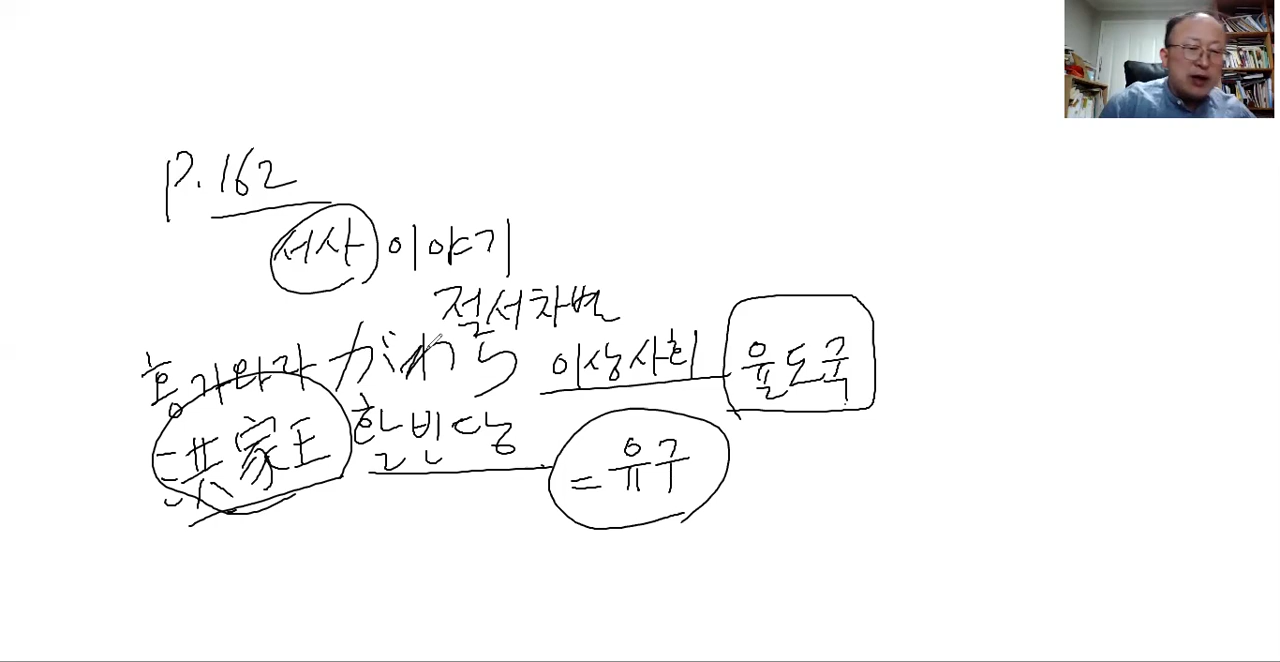 p.162
서사 이야기
적서차별
홍가와라 がわら 이상사회 율도국
洪家王 활빈당 = 유구